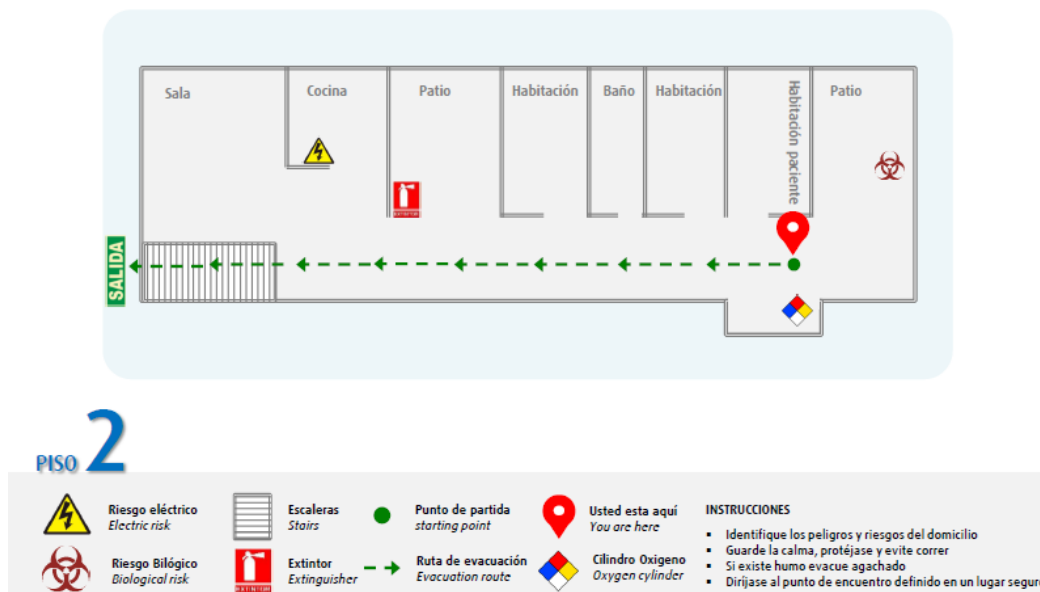 Sala
Cocina
Patio
Habitación
Baño
Habitación
Habitación paciente
Patio
EXTINTOR
SALIDA
PISO 2
Riesgo eléctrico
Electric risk
Escaleras
Stairs
Punto de partida
starting point
Usted esta aquí
You are here
Riesgo Bilógico
Biological risk
EXTINTOR
Extintor
Extinguisher
Ruta de evacuación
Evacuation route
Cilindro Oxigeno
Oxygen cylinder
INSTRUCCIONES
▪ Identifique los peligros y riesgos del domicilio
▪ Guarde la calma, protéjase y evite correr
▪ Si existe humo evacue agachado
▪ Diríjase al punto de encuentro definido en un lugar segur